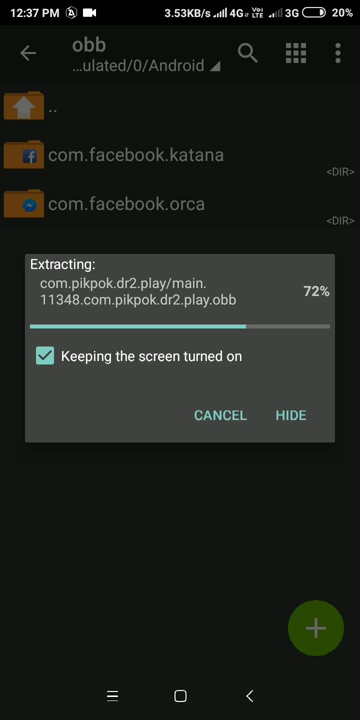 12:37 PM 3.53KB/s 4G Vo LTE 3G 20%
obb
...ulated/0/Android
..
com.facebook.katana
<DIR>
com.facebook.orca
<DIR>
Extracting:
com.pikpok.dr2.play/main.
11348.com.pikpok.dr2.play.obb
72%
Keeping the screen turned on
CANCEL HIDE